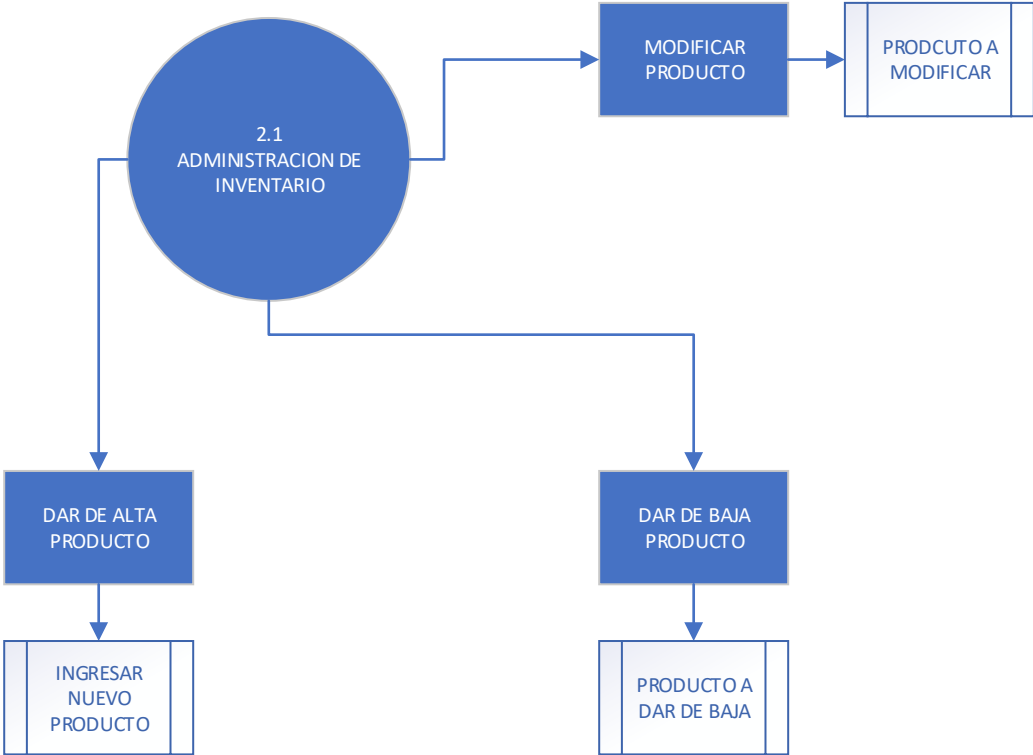 MODIFICAR
PRODUCTO
PRODCUTO A
MODIFICAR
2.1
ADMINISTRACION DE
INVENTARIO
DAR DE ALTA
PRODUCTO
DAR DE BAJA
PRODUCTO
INGRESAR
NUEVO
PRODUCTO
PRODUCTO A
DAR DE BAJA